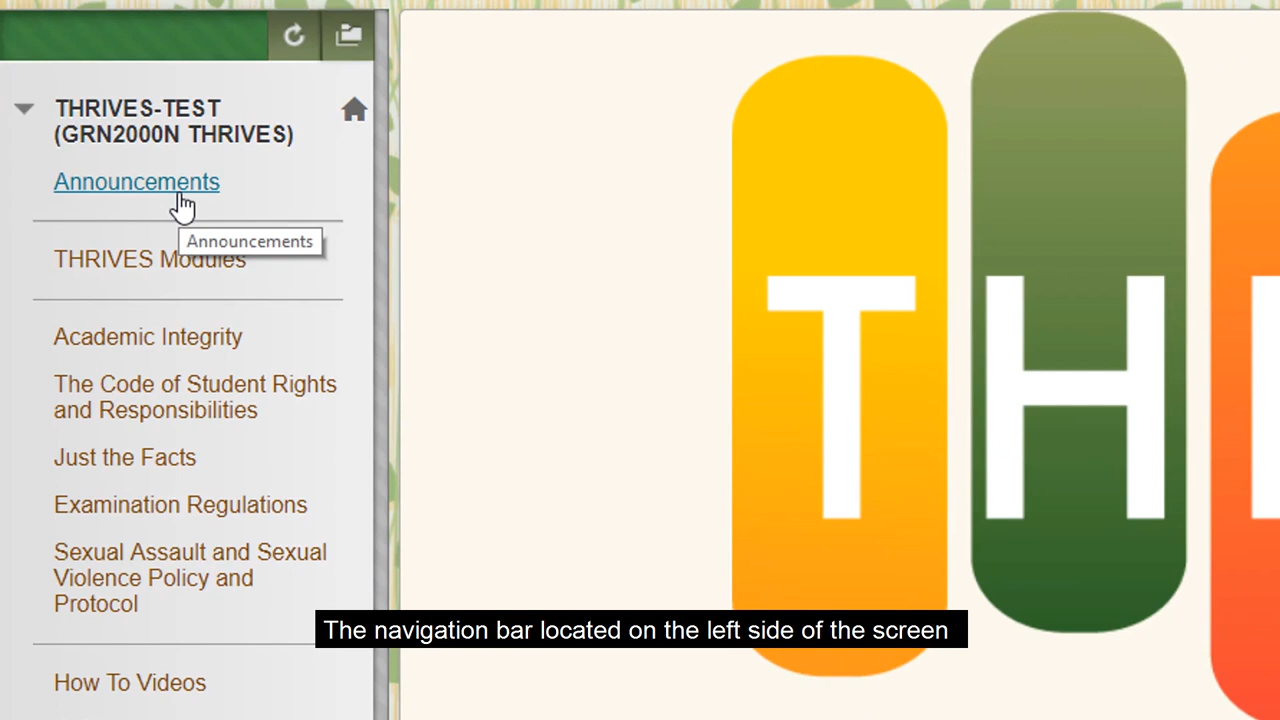 THRIVES-TEST
(GRN2000N THRIVES)
Announcements
Announcements
THRIVES Modules
Academic Integrity
The Code of Student Rights
and Responsibilities
Just the Facts
Examination Regulations
Sexual Assault and Sexual
Violence Policy and
Protocol
How To Videos
T H
The navigation bar located on the left side of the screen